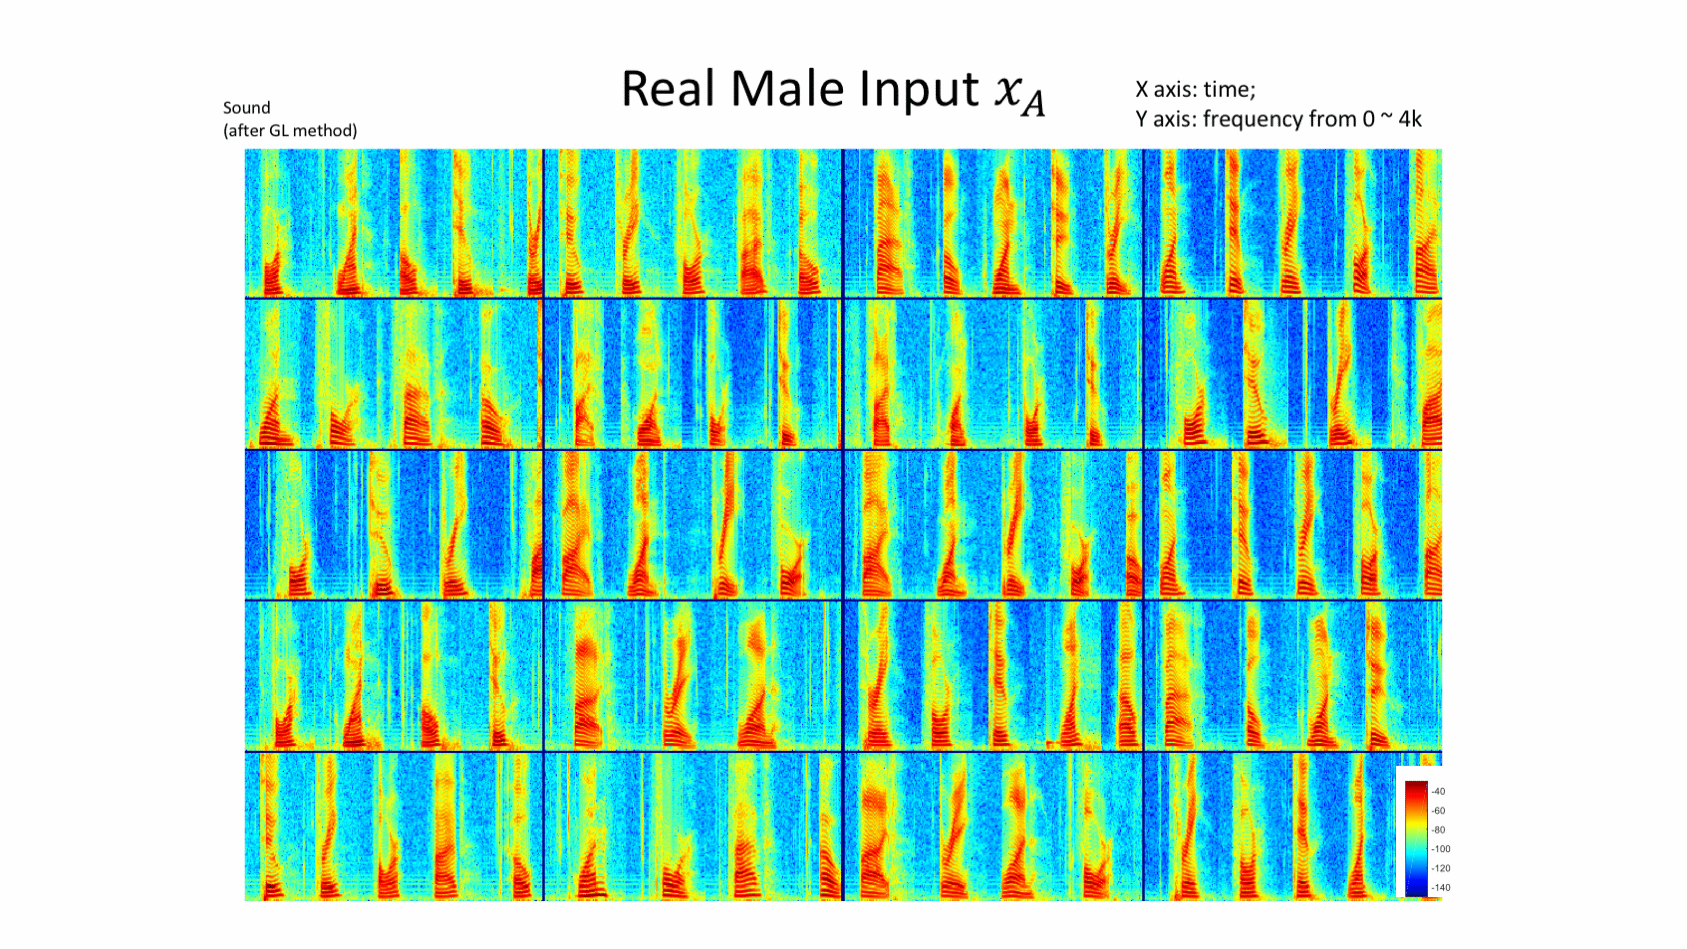 Real Male Input 𝑥_A
Sound
(after GL method)
X axis: time;
Y axis: frequency from 0 ~ 4k
-40
-60
-80
-100
-120
-140